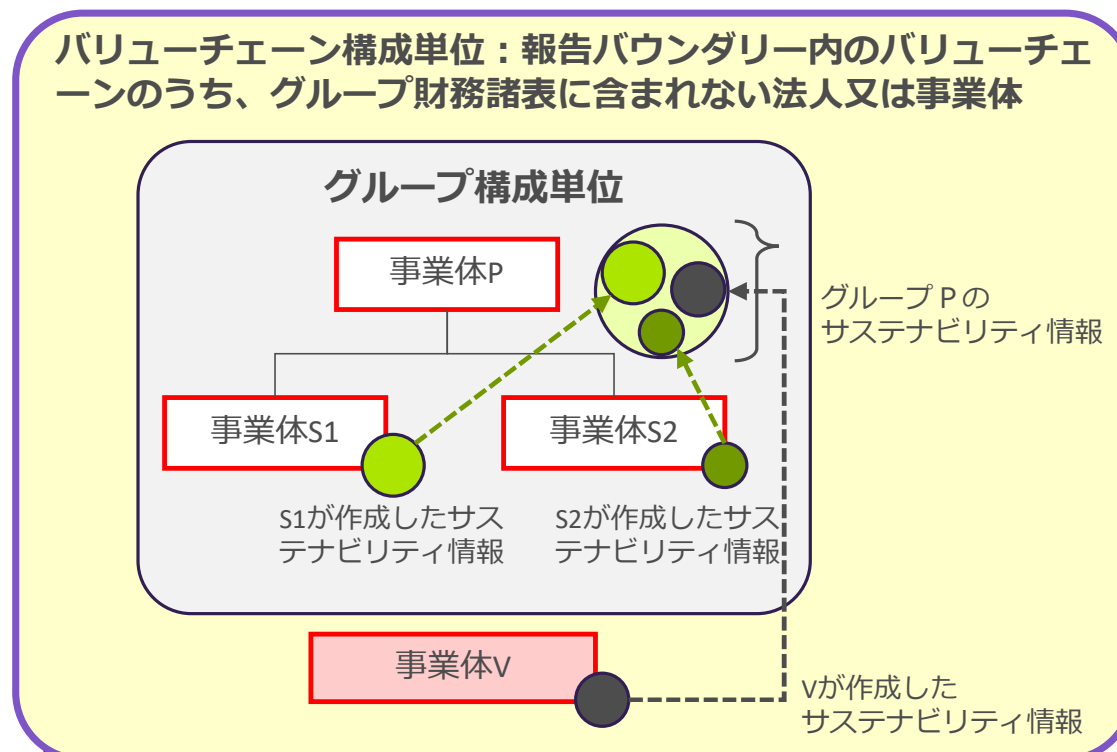 バリューチェーン構成単位：報告バウンダリー内のバリューチェ
ーンのうち、グループ財務諸表に含まれない法人又は事業体
グループ構成単位
事業体P
グループＰの
サステナビリティ情報
事業体S1
事業体S2
S1が作成したサス
テナビリティ情報
S2が作成したサス
テナビリティ情報
事業体V
Vが作成した
サステナビリティ情報